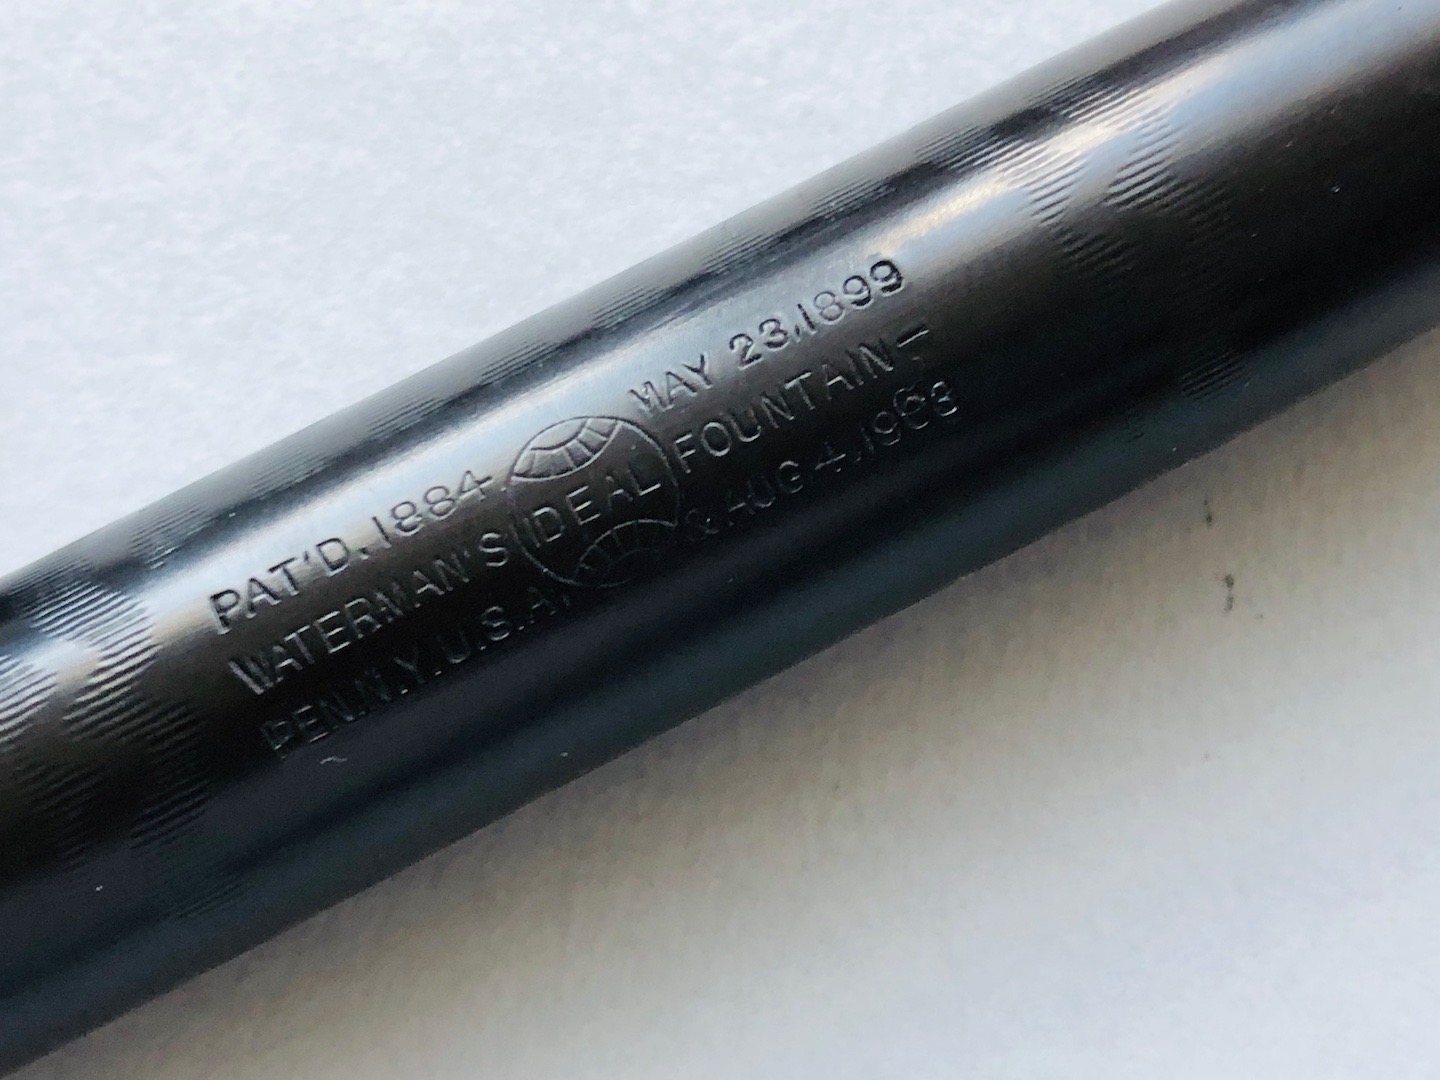 PAT'D.1884. MAY 23,1899
WATERMAN'S IDEAL FOUNTAIN-
PEN.N.Y.U.S.A. & AUG 4,1903